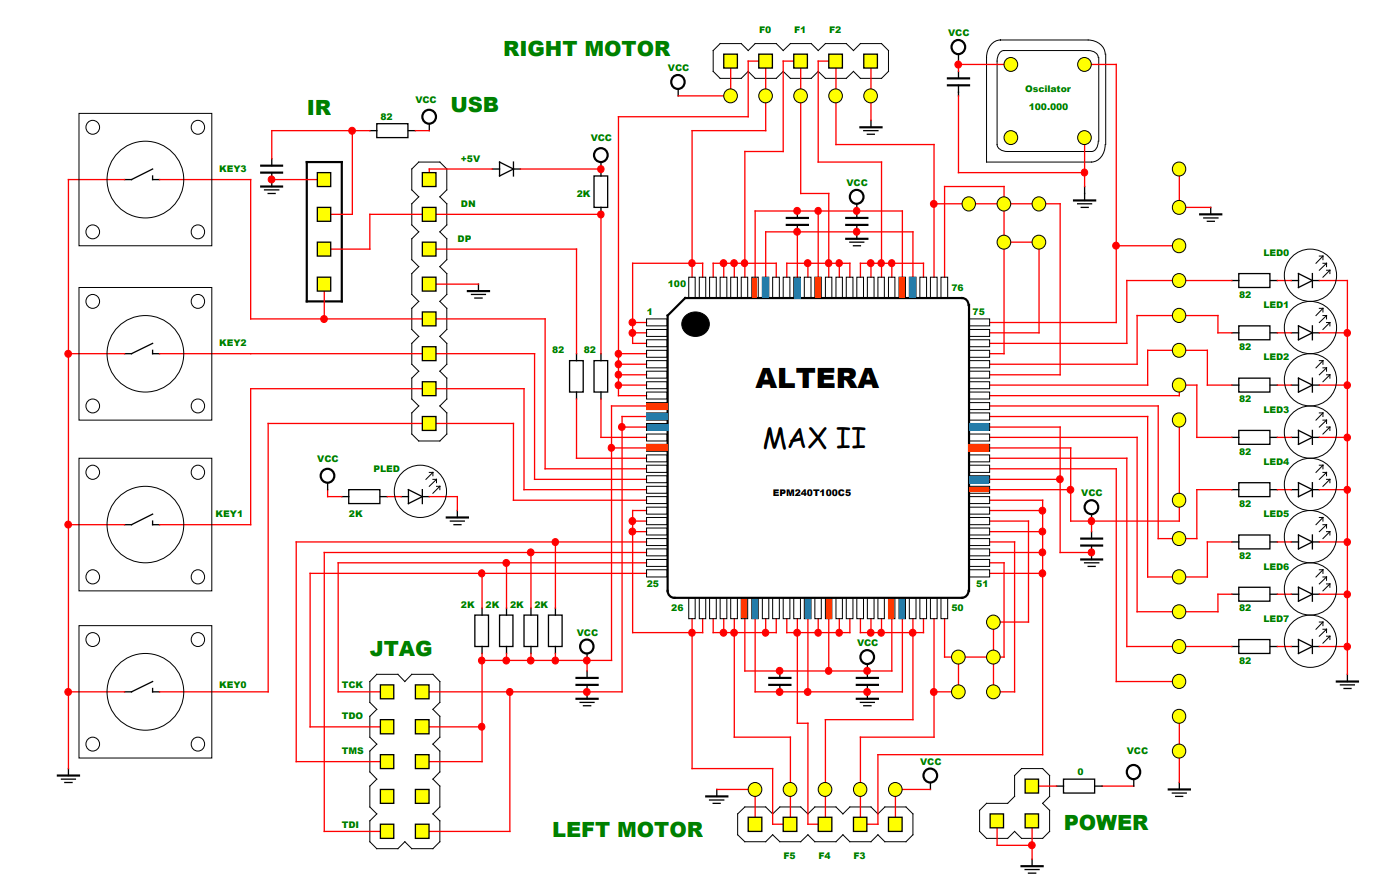 F0 F1 F2
RIGHT MOTOR
VCC
VCC
Oscilator
100.000
IR
82
VCC
USB
KEY3
+5V
VCC
2K
DN
DP
VCC
LED0
82
100
76
1
75
LED1
82
KEY2
82 82
LED2
82
ALTERA
LED3
82
MAX II
VCC
PLED
2K
EPM240T100C5
LED4
82
VCC
KEY1
LED5
82
25
51
LED6
82
2K 2K 2K 2K
26
50
LED7
82
VCC
VCC
JTAG
KEY0
TCK
TDO
TMS
TDI
VCC
VCC
0
LEFT MOTOR
POWER
F5 F4 F3